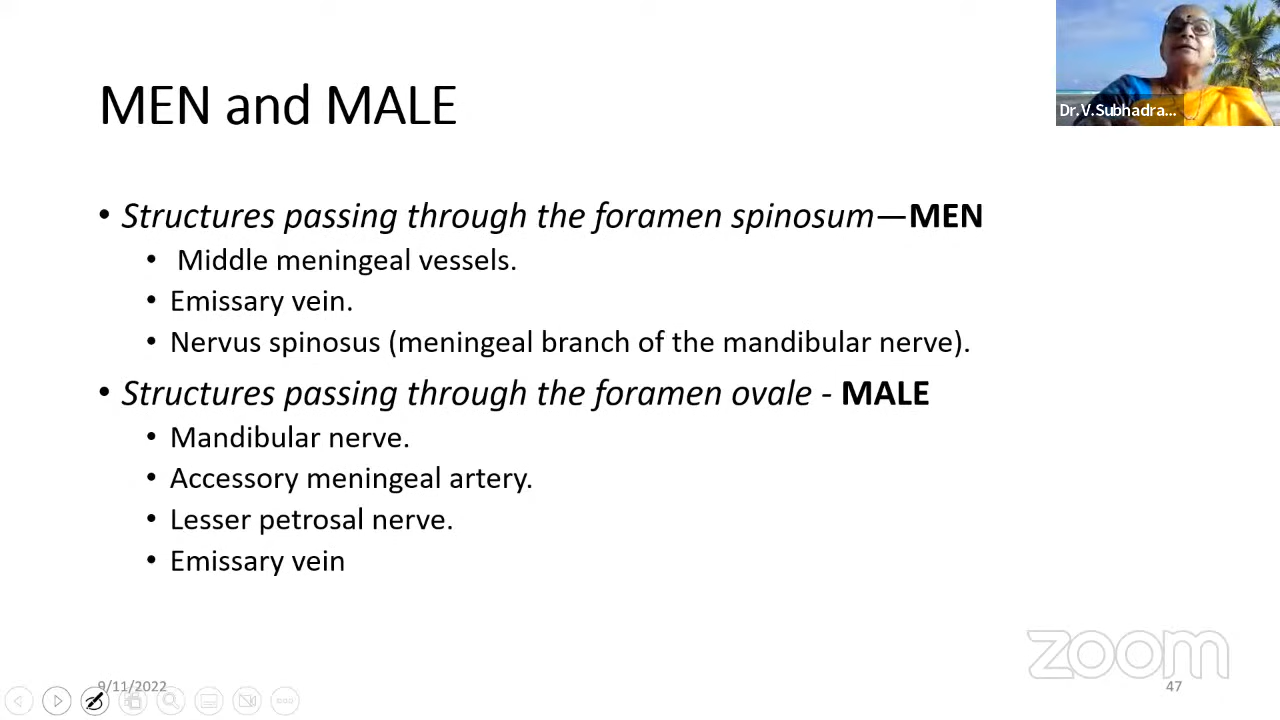 Dr.V.Subhadra...
MEN and MALE
• Structures passing through the foramen spinosum—MEN
• Middle meningeal vessels.
• Emissary vein.
• Nervus spinosus (meningeal branch of the mandibular nerve).
• Structures passing through the foramen ovale - MALE
• Mandibular nerve.
• Accessory meningeal artery.
• Lesser petrosal nerve.
• Emissary vein
zoom
9/11/2022
47